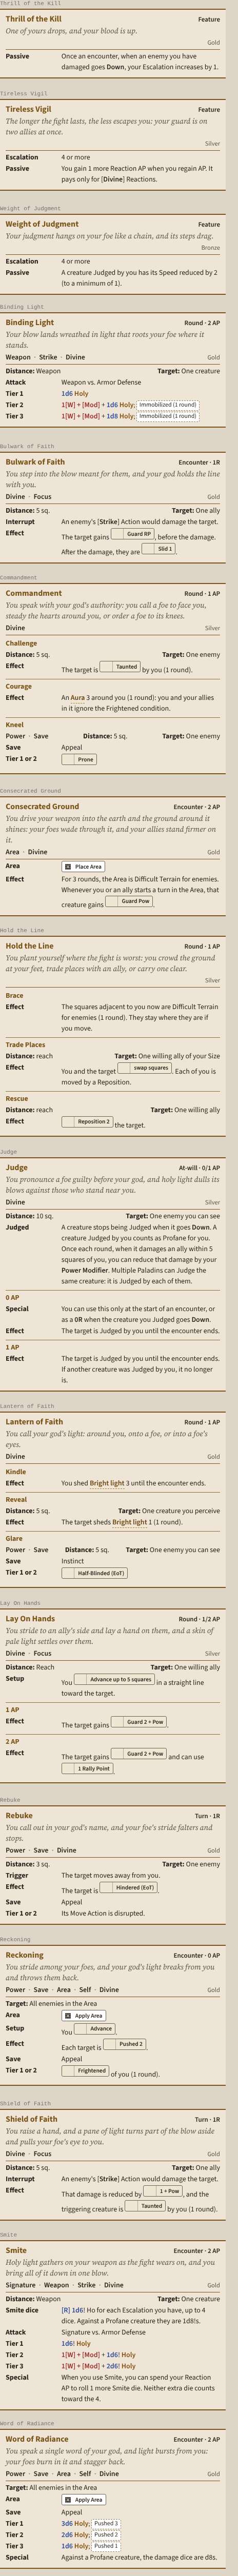 Thrill of the Kill
Thrill of the Kill Feature
One of yours drops, and your blood is up.
Gold
Passive Once an encounter, when an enemy you have
damaged goes Down, your Escalation increases by 1.
Tireless Vigil
Tireless Vigil Feature
The longer the fight lasts, the less escapes you: your guard is on
two allies at once.
Silver
Escalation 4 or more
Passive You gain 1 more Reaction AP when you regain AP. It
pays only for [Divine] Reactions.
Weight of Judgment
Weight of Judgment Feature
Your judgment hangs on your foe like a chain, and its steps drag.
Bronze
Escalation 4 or more
Passive A creature Judged by you has its Speed reduced by 2
(to a minimum of 1).
Binding Light
Binding Light Round · 2 AP
Your blow lands wreathed in light that roots your foe where it
stands.
Weapon · Strike · Divine Gold
Distance: Weapon Target: One enemy
Attack Weapon vs. Armor Defense
Tier 1 1d6 Holy
Tier 2 1[W] + [Mod] + 1d6 Holy; Immobilized (1 round)
Tier 3 1[W] + [Mod] + 1d8 Holy; Immobilized (1 round)
Bulwark of Faith
Bulwark of Faith Encounter · 1R
You step into the blow meant for them, and your god holds the line
with you.
Divine · Focus Gold
Distance: 5 sq. Target: One ally
Interrupt An enemy's [Strike] Action would damage the target.
Effect The target gains Guard RP, before the damage.
After the damage, they are Slid 1.
Commandment
Commandment Round · 1 AP
You speak with your god's authority: you call a foe to face you,
steady the hearts around you, or order a foe to its knees.
Divine Silver
Challenge
Distance: 5 sq. Target: One enemy
Effect The target is Taunted by you (1 round).
Courage
Effect An Aura 3 around you (1 round): you and your allies
in it ignore the Frightened condition.
Kneel
Power · Save Distance: 5 sq. Target: One enemy
Save Appeal
Tier 1 or 2 Prone
Consecrated Ground
Consecrated Ground Encounter · 2 AP
You drive your weapon into the earth and the ground around it
shines: your foes wade through it, and your allies stand firmer on
it.
Area · Divine Gold
Area Place Area
Effect For 3 rounds, the Area is Difficult Terrain for enemies.
Whenever you or an ally starts a turn in the Area, that
creature gains Guard Pow.
Hold the Line
Hold the Line Round · 1 AP
You plant yourself where the fight is worst: you crowd the ground
at your feet, trade places with an ally, or carry one clear.
Silver
Brace
Effect The squares adjacent to you now are Difficult Terrain
for enemies (1 round). They stay where they are if
you move.
Trade Places
Distance: reach Target: One willing ally of your Size
Effect You and the target swap squares. Each of you is
moved by a Reposition.
Rescue
Distance: reach Target: One willing ally
Effect Reposition 2 the target.
Judge
Judge At-will · 0/1 AP
You pronounce a foe guilty before your god, and holy light dulls its
blows against those who stand near you.
Divine Silver
Distance: 10 sq. Target: One enemy you can see
Judged A creature stops being Judged when it goes Down. A
creature Judged by you counts as Profane for you.
Once each round, when it damages an ally within 5
squares of you, you can reduce that damage by your
Power Modifier. Multiple Paladins can Judge the
same creature: it is Judged by each of them.
0 AP
Special You can use this only at the start of an encounter, or
as a 0R when the creature you Judged goes Down.
Effect The target is Judged by you until the encounter ends.
1 AP
Effect The target is Judged by you until the encounter ends.
If another creature was Judged by you, it no longer
is.
Lantern of Faith
Lantern of Faith Round · 1 AP
You call your god's light: around you, onto a foe, or into a foe's
eyes.
Divine Gold
Kindle
Effect You shed Bright light 3 until the encounter ends.
Reveal
Distance: 5 sq. Target: One creature you perceive
Effect The target sheds Bright light 1 (1 round).
Glare
Power · Save Distance: 5 sq. Target: One enemy you can see
Save Instinct
Tier 1 or 2 Half-Blinded (EoT)
Lay On Hands
Lay On Hands Round · 1/2 AP
You stride to an ally's side and lay a hand on them, and a skin of
pale light settles over them.
Divine · Focus Silver
Distance: Reach Target: One willing ally
Setup You Advance up to 5 squares in a straight line
toward the target.
1 AP
Effect The target gains Guard 2 + Pow.
2 AP
Effect The target gains Guard 2 + Pow and can use
1 Rally Point.
Rebuke
Rebuke Turn · 1R
You call out in your god's name, and your foe's stride falters and
stops.
Power · Save · Divine Gold
Distance: 3 sq. Target: One enemy
Trigger The target moves away from you.
Effect The target is Hindered (EoT).
Save Appeal
Tier 1 or 2 Its Move Action is disrupted.
Reckoning
Reckoning Encounter · 0 AP
You stride among your foes, and your god's light breaks from you
and throws them back.
Power · Save · Area · Self · Divine Gold
Target: All enemies in the Area
Area Apply Area
Setup You Advance.
Effect Each target is Pushed 2.
Save Appeal
Tier 1 or 2 Frightened of you (1 round).
Shield of Faith
Shield of Faith Turn · 1R
You raise a hand, and a pane of light turns part of the blow aside
and pulls your foe's eye to you.
Divine · Focus Gold
Distance: 5 sq. Target: One ally
Interrupt An enemy's [Strike] Action would damage the target.
Effect That damage is reduced by 1 + Pow, and the
triggering creature is Taunted by you (1 round).
Smite
Smite Encounter · 2 AP
Holy light gathers on your weapon as the fight wears on, and you
bring all of it down in one blow.
Signature · Weapon · Strike · Divine Gold
Distance: Weapon Target: One enemy
Smite dice [R] 1d6! Ho for each Escalation you have, up to 4
dice. Against a Profane creature they are 1d8!s.
Attack Signature vs. Armor Defense
Tier 1 1d6! Holy
Tier 2 1[W] + [Mod] + 1d6! Holy
Tier 3 1[W] + [Mod] + 2d6! Holy
Special When you use Smite, you can spend your Reaction
AP to roll 1 more Smite die. Neither extra die counts
toward the 4.
Word of Radiance
Word of Radiance Encounter · 2 AP
You speak a single word of your god, and light bursts from you:
your foes burn in it and stagger back.
Power · Save · Area · Self · Divine Gold
Target: All enemies in the Area
Area Apply Area
Save Appeal
Tier 1 3d6 Holy; Pushed 3
Tier 2 2d6 Holy; Pushed 2
Tier 3 1d6 Holy; Pushed 1
Special Against a Profane creature, the damage dice are d8s.